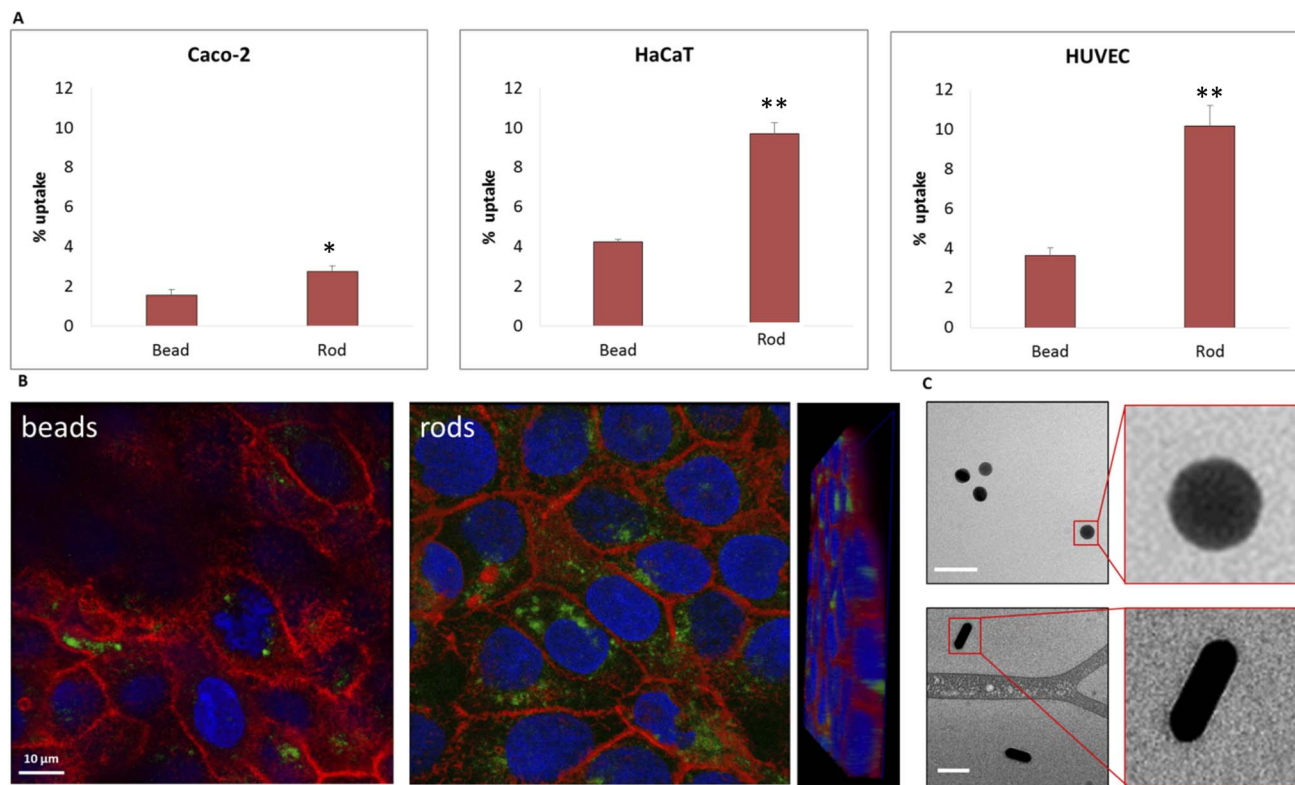 A
Caco-2
12
10
8
6
4
2
0
% uptake
*
Bead
Rod
HaCaT
12
10
8
6
4
2
0
% uptake
**
Bead
Rod
HUVEC
12
10
8
6
4
2
0
% uptake
**
Bead
Rod
B
beads
10 µm
rods
C